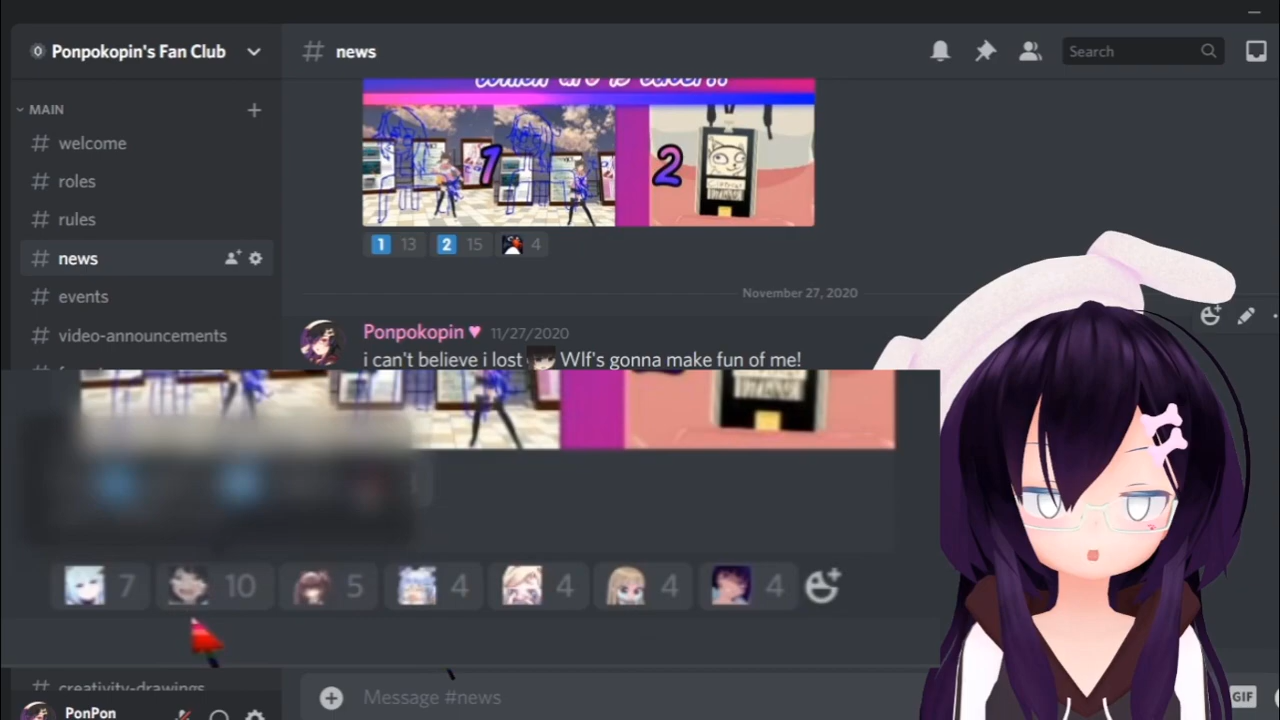 Ponpokopin's Fan Club
# news
Search
MAIN
# welcome
# roles
# rules
# news
# events
# video-announcements
1
2
1 13 2 15 4
November 27, 2020
Ponpokopin ♥ 11/27/2020
i can't believe i lost WIf's gonna make fun of me!
7 10 5 4 4 4 4
# creativity-drawings
PonPon
Message #news
GIF